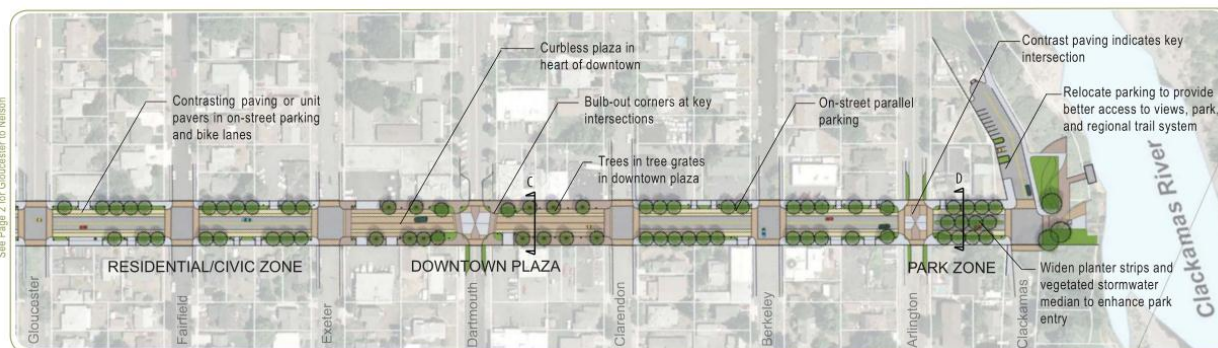 See Page 2 for Gloucester to Nelson
Contrasting paving or unit
pavers in on-street parking
and bike lanes
Curbless plaza in
heart of downtown
Bulb-out corners at key
intersections
Trees in tree grates
in downtown plaza
On-street parallel
parking
Contrast paving indicates key
intersection
Relocate parking to provide
better access to views, park,
and regional trail system
Widen planter strips and
vegetated stormwater
median to enhance park
entry
C
D
RESIDENTIAL/CIVIC ZONE
DOWNTOWN PLAZA
PARK ZONE
Gloucoster
Fairfield
Exeter
Dartmouth
Clarendon
Berkeley
Arlington
Clackamas
Clackamas River